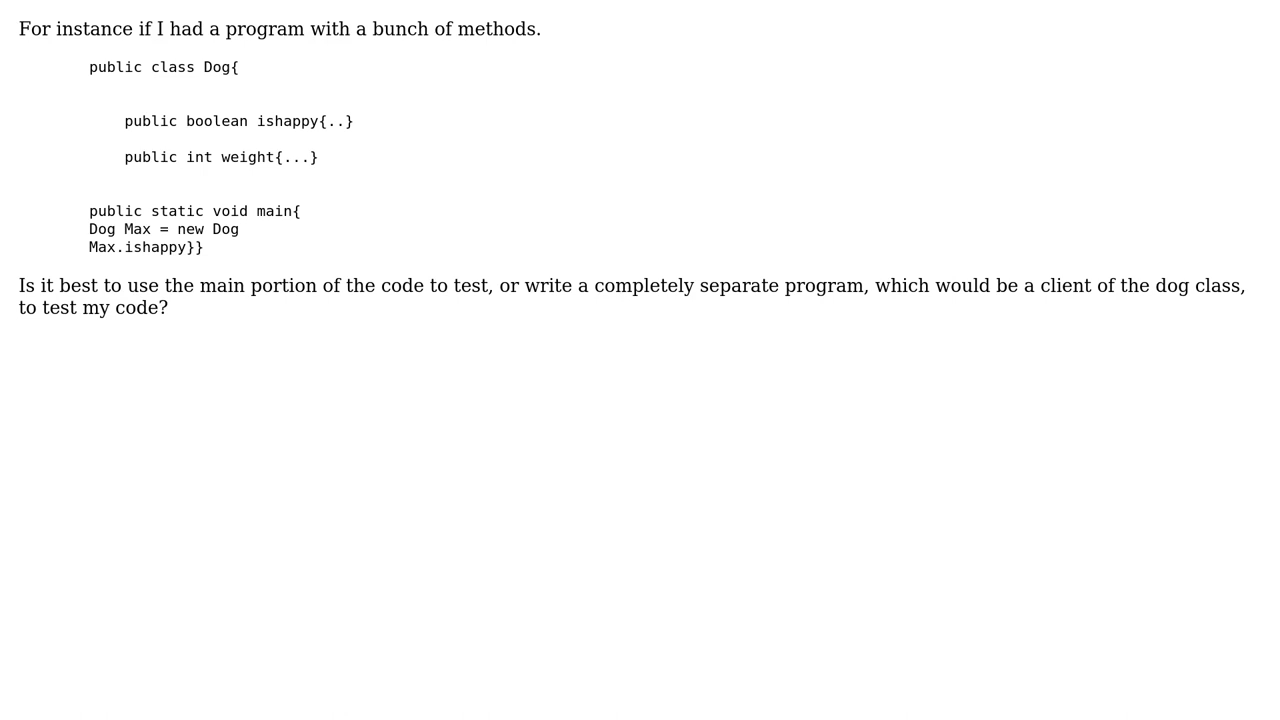 For instance if I had a program with a bunch of methods.
public class Dog{
public boolean ishappy{..}
public int weight{...}
public static void main{
Dog Max = new Dog
Max.ishappy}}
Is it best to use the main portion of the code to test, or write a completely separate program, which would be a client of the dog class,
to test my code?